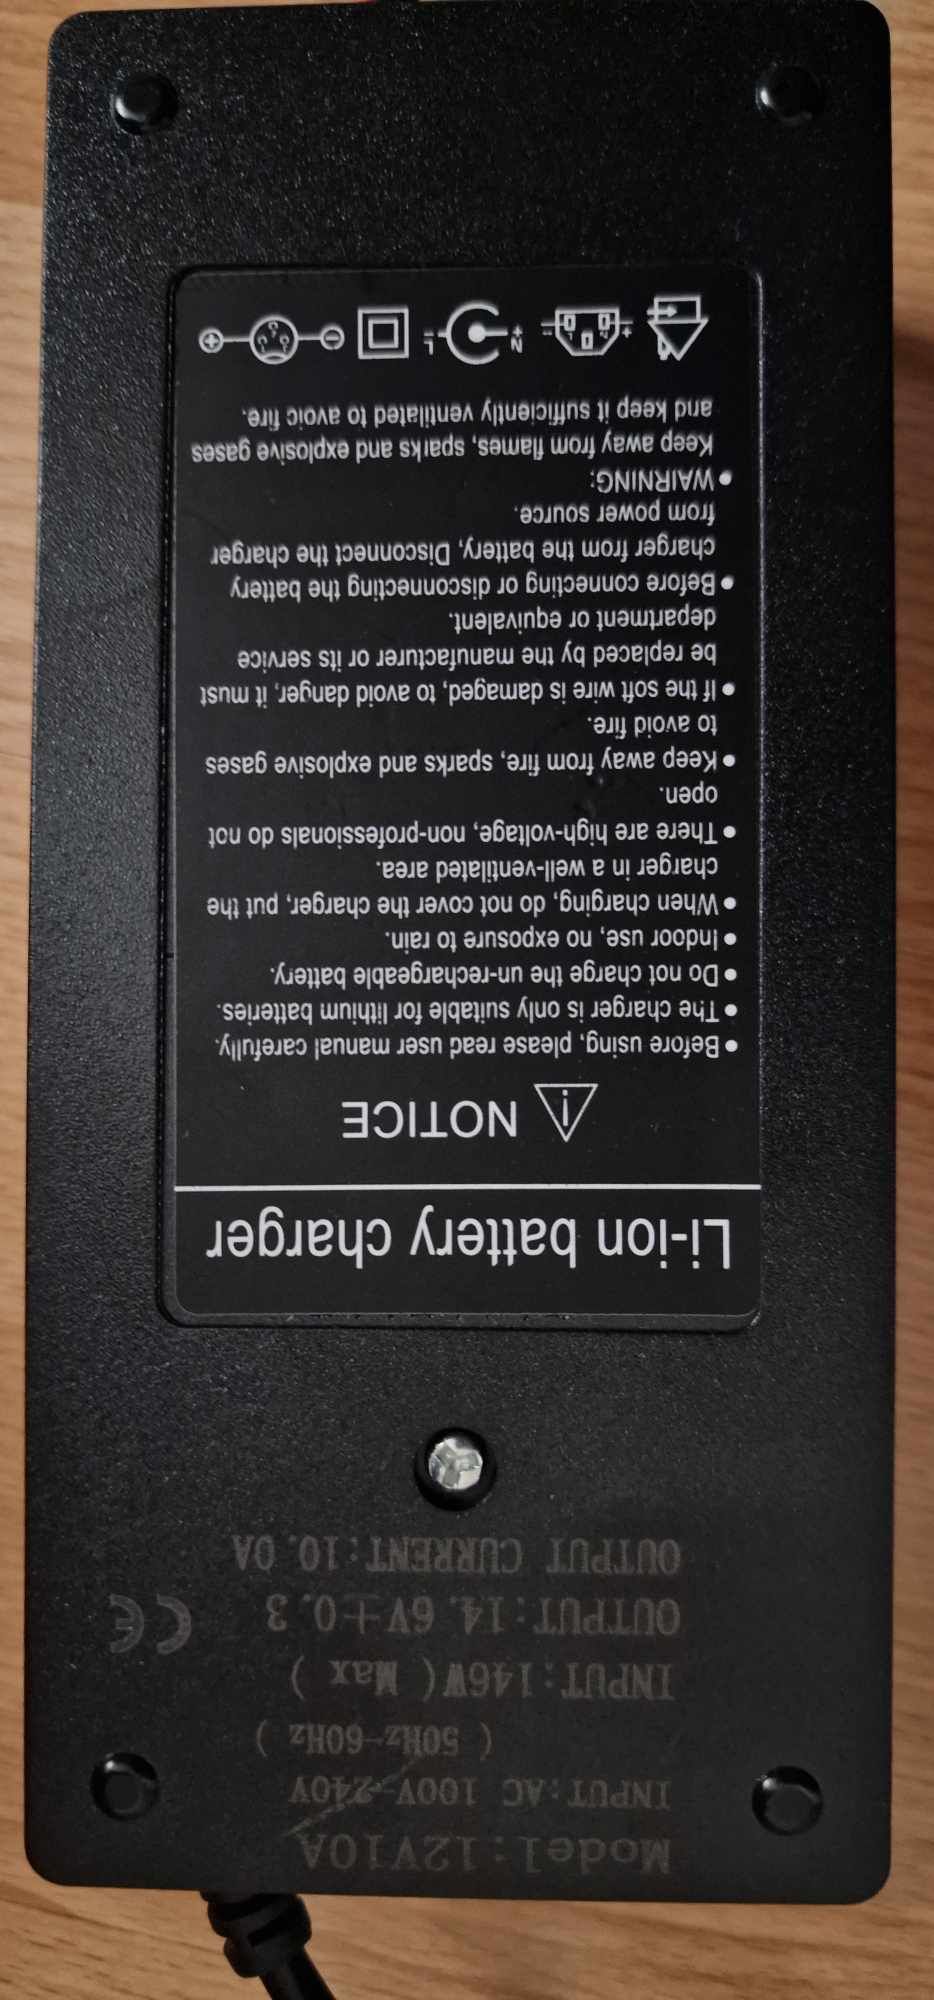 Model:12V10A
INPUT:AC 100V-240V
( 50Hz-60Hz )
INPUT:146W( Max )
OUTPUT:14.6V±0.3
CE
OUTPUT CURRENT:10.0A
Li-ion battery charger
NOTICE
● Before using, please read user manual carefully.
● The charger is only suitable for lithium batteries.
● Do not charge the un-rechargeable battery.
● Indoor use, no exposure to rain.
● When charging, do not cover the charger, put the
charger in a well-ventilated area.
● There are high-voltage, non-professionals do not
open.
● Keep away from fire, sparks and explosive gases
to avoid fire.
● If the soft wire is damaged, to avoid danger, it must
be replaced by the manufacturer or its service
department or equivalent.
● Before connecting or disconnecting the battery
charger from the battery, Disconnect the charger
from power source.
● WAIRNING:
Keep away from flames, sparks and explosive gases
and keep it sufficiently ventilated to avoic fire.
N L